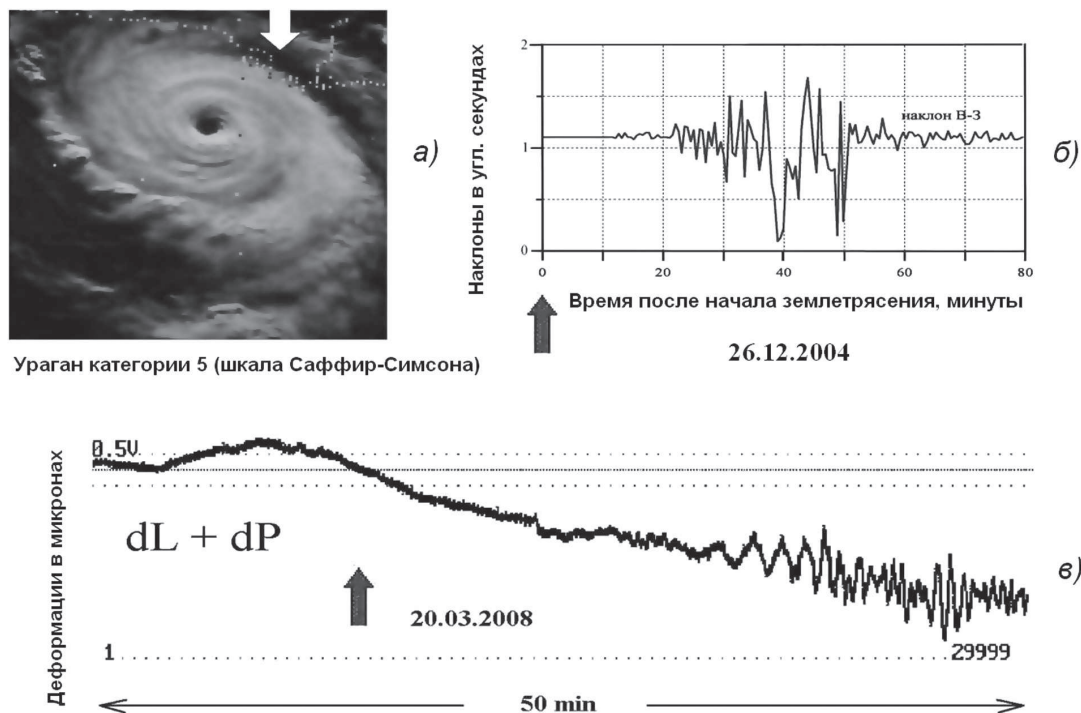 а)
Ураган категории 5 (шкала Саффир-Симсона)
Наклоны в угл. секундах
2
1
0
наклон В-З
0 20 40 60 80
Время после начала землетрясения, минуты
26.12.2004
б)
Деформации в микронах
0.5V
dL + dP
20.03.2008
1 29999
50 min
в)